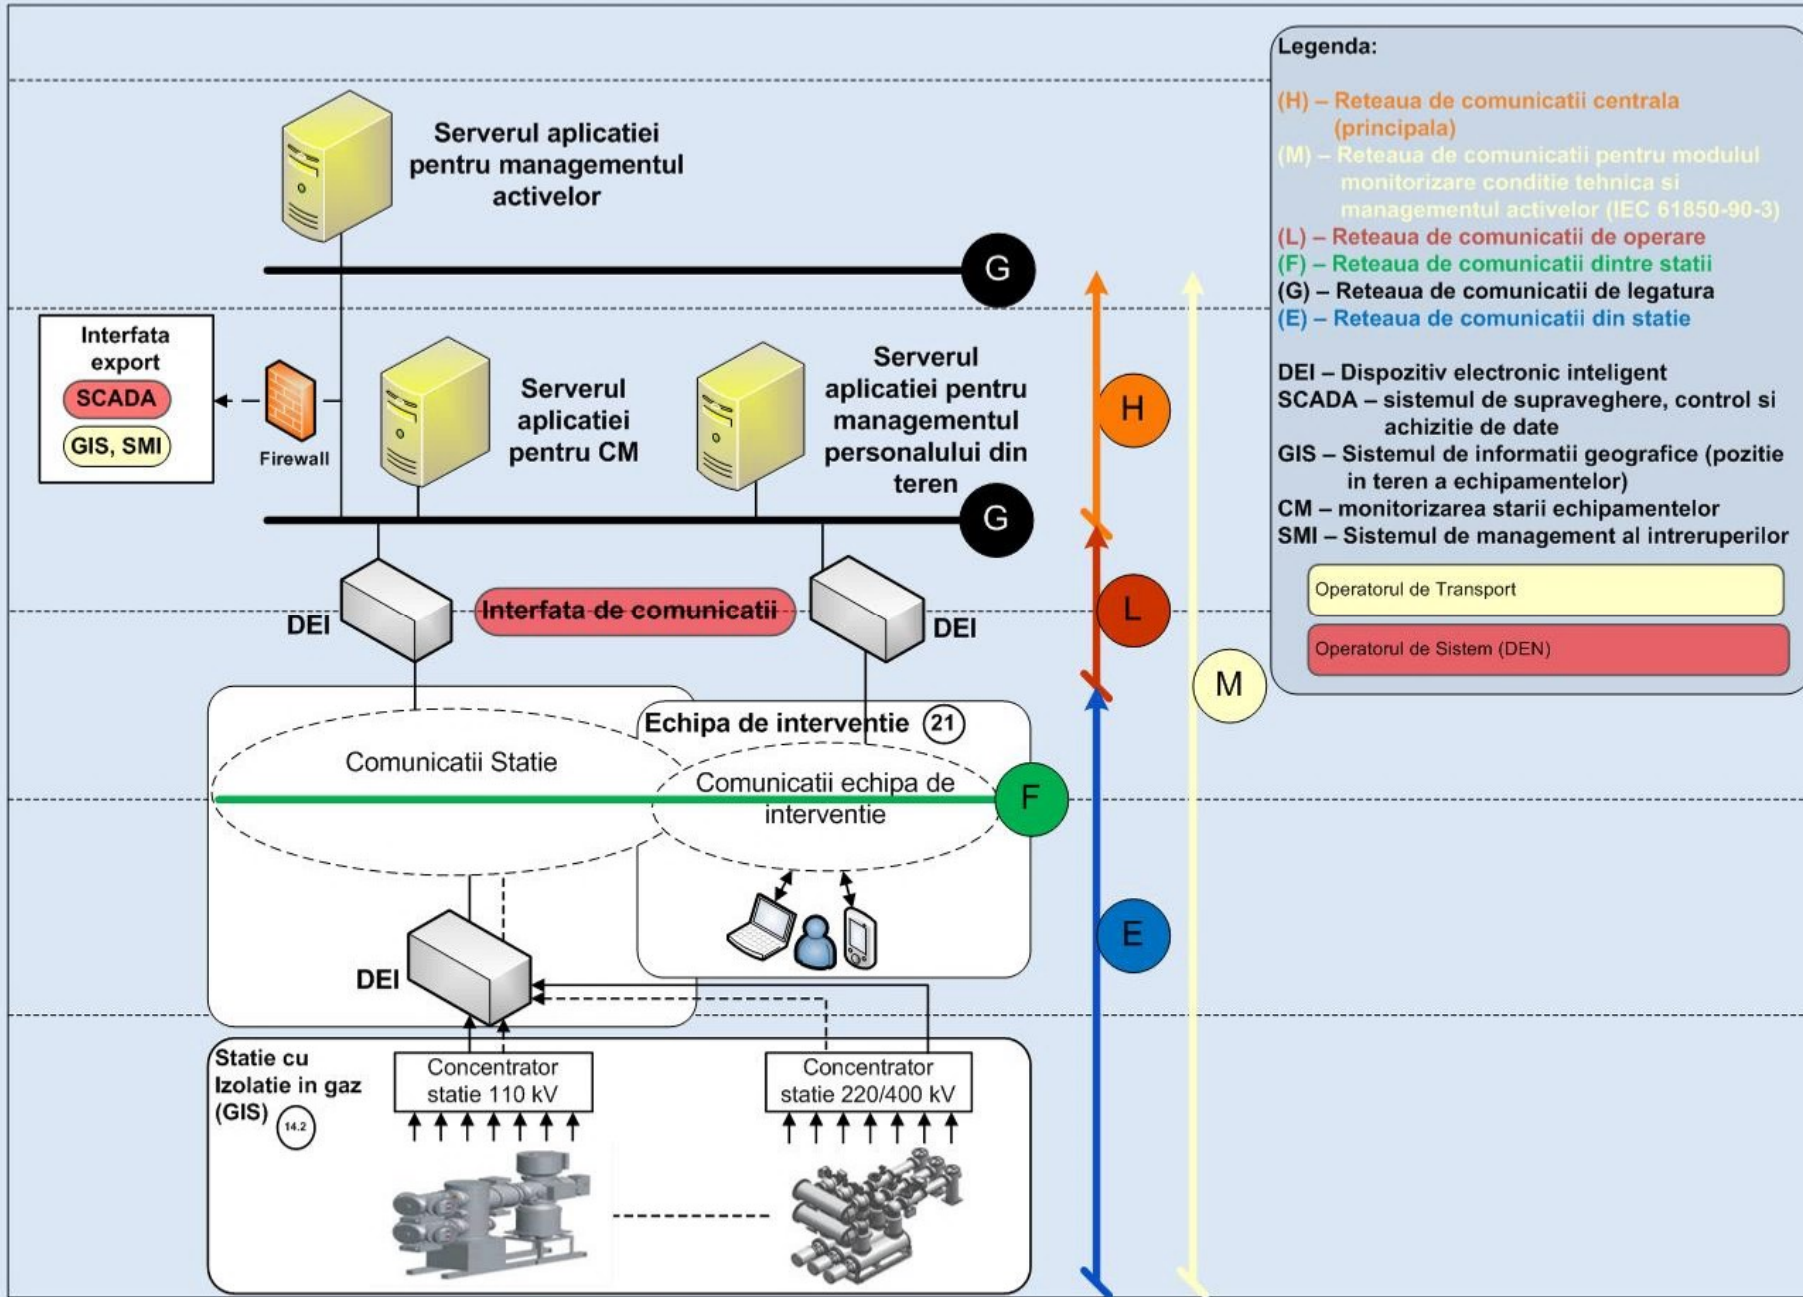 Serverul aplicatiei
pentru managementul
activelor
G
Interfata
export
SCADA
GIS, SMI
Firewall
Serverul
aplicatiei
pentru CM
Serverul
aplicatiei pentru
managementul
personalului din
teren
H
G
DEI
Interfata de comunicatii
DEI
L
M
Echipa de interventie 21
Comunicatii Statie
Comunicatii echipa de
interventie
F
E
DEI
Statie cu
Izolatie in gaz
(GIS)
14.2
Concentrator
statie 110 kV
Concentrator
statie 220/400 kV
Legenda:
(H) – Reteaua de comunicatii centrala
(principala)
(M) – Reteaua de comunicatii pentru modulul
monitorizare conditie tehnica si
managementul activelor (IEC 61850-90-3)
(L) – Reteaua de comunicatii de operare
(F) – Reteaua de comunicatii dintre statii
(G) – Reteaua de comunicatii de legatura
(E) – Reteaua de comunicatii din statie
DEI – Dispozitiv electronic inteligent
SCADA – sistemul de supraveghere, control si
achizitie de date
GIS – Sistemul de informatii geografice (pozitie
in teren a echipamentelor)
CM – monitorizarea starii echipamentelor
SMI – Sistemul de management al intreruperilor
Operatorul de Transport
Operatorul de Sistem (DEN)